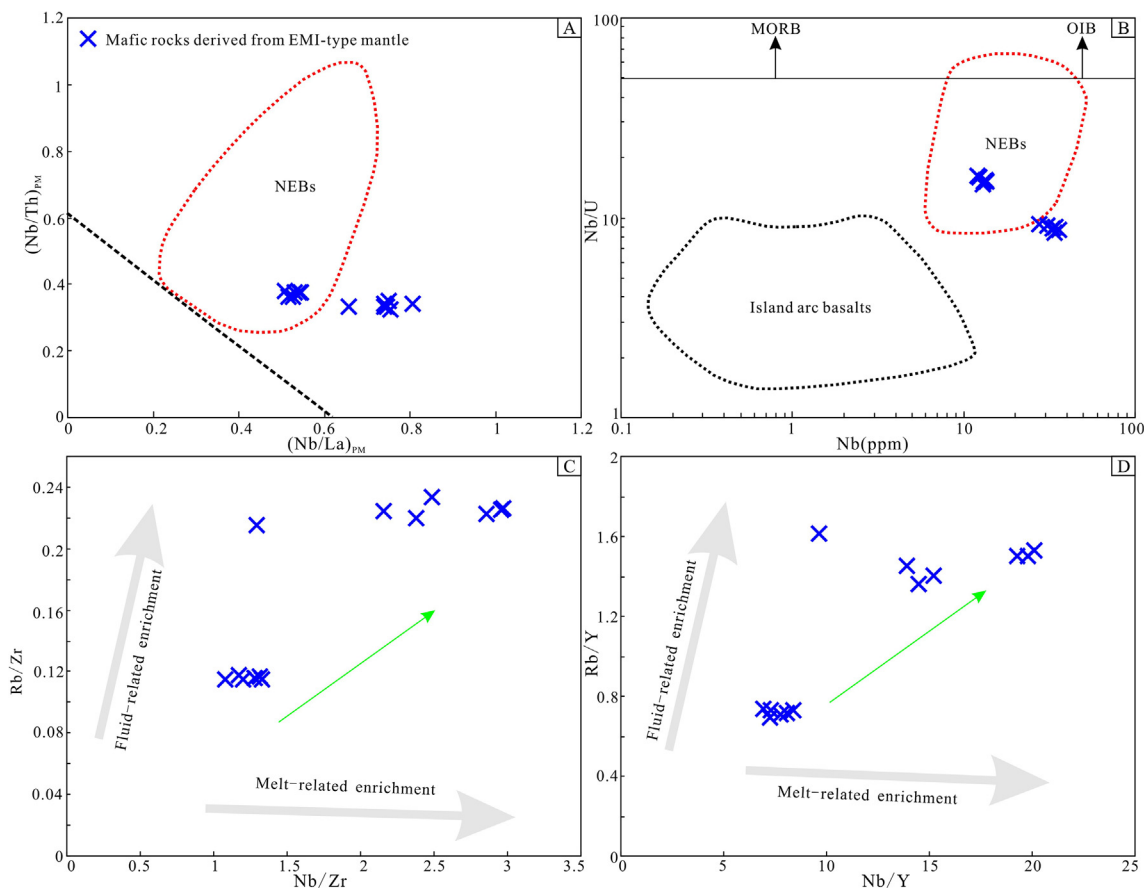 1.2
1
0.8
0.6
0.4
0.2
0
(Nb/Th)PM
A
Mafic rocks derived from EMI-type mantle
NEBs
0
0.2
0.4
0.6
0.8
1
1.2
(Nb/La)PM
100
10
1
Nb/U
MORB
OIB
B
NEBs
Island arc basalts
0.1
1
10
100
Nb(ppm)
0.24
0.2
0.16
0.12
0.08
0.04
0
Rb/Zr
C
Fluid-related enrichment
Melt-related enrichment
0
0.5
1
1.5
2
2.5
3
3.5
Nb/Zr
2
1.6
1.2
0.8
0.4
0
Rb/Y
D
Fluid-related enrichment
Melt-related enrichment
0
5
10
15
20
25
Nb/Y